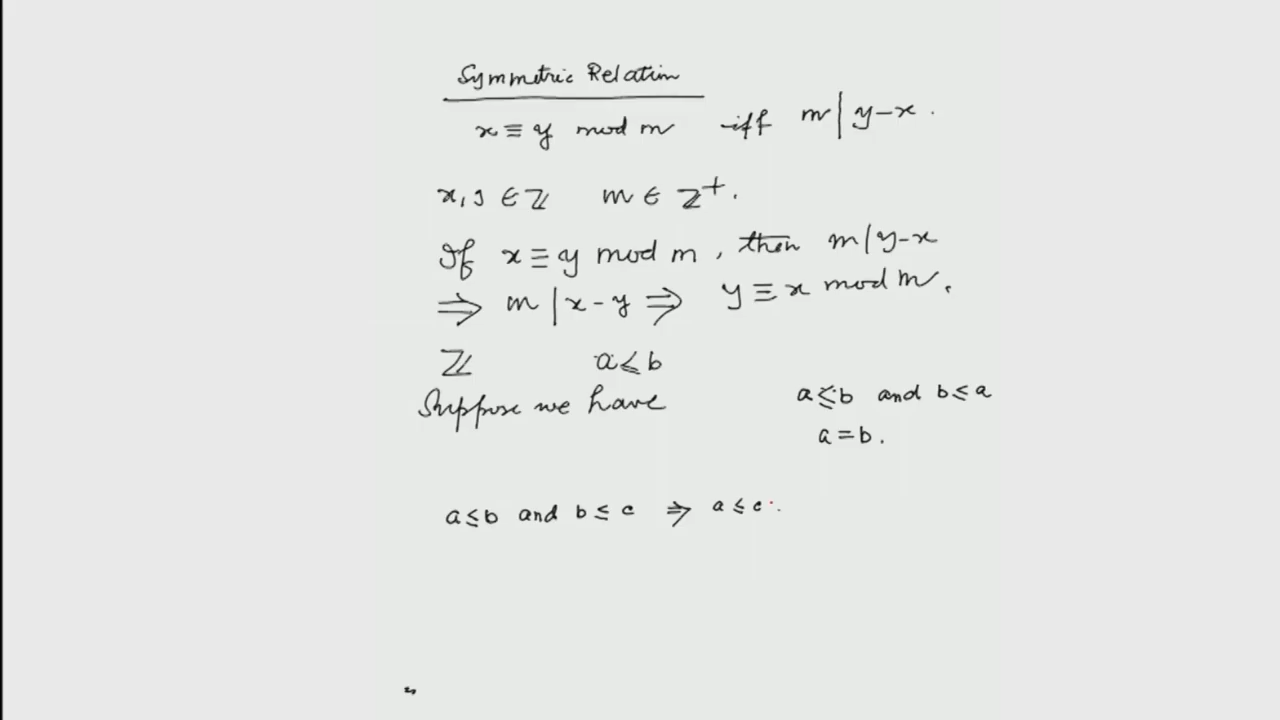 Symmetric Relation
x ≡ y mod m iff m | y-x.
x, y ∈ ℤ m ∈ ℤ⁺.
If x ≡ y mod m, then m | y-x
⇒ m | x-y ⇒ y ≡ x mod m.
ℤ a ≤ b
Suppose we have a ≤ b and b ≤ a
a = b.
a ≤ b and b ≤ c ⇒ a ≤ c.